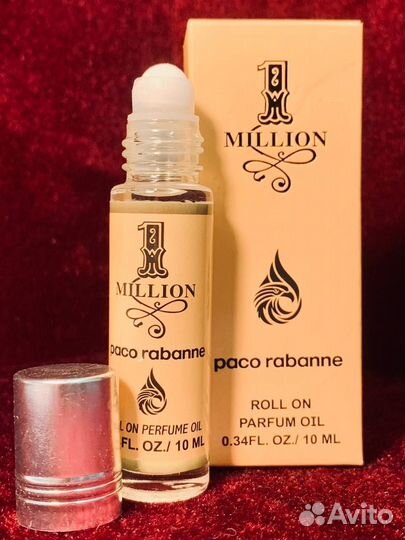 1
MILLION
paco rabanne
ROLL ON
PARFUM OIL
0.34FL. OZ./ 10 ML
1
MILLION
paco rabanne
ON PERFUME OIL
FL. OZ./ 10 ML
Avito